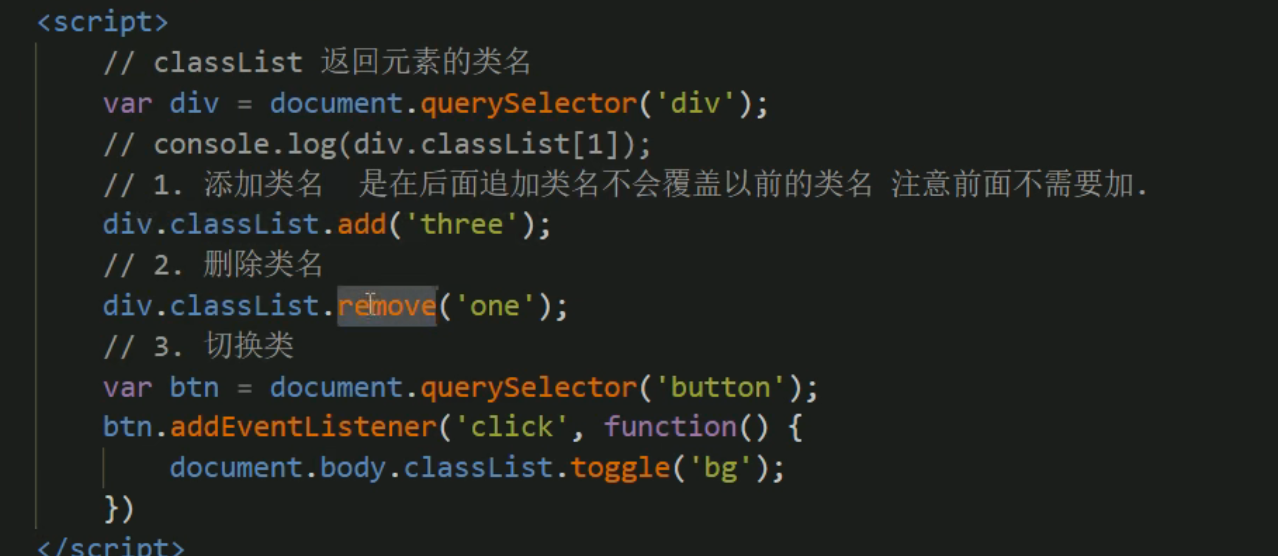 <script>
// classList 返回元素的类名
var div = document.querySelector('div');
// console.log(div.classList[1]);
// 1. 添加类名  是在后面追加类名不会覆盖以前的类名 注意前面不需要加.
div.classList.add('three');
// 2. 删除类名
div.classList.remove('one');
// 3. 切换类
var btn = document.querySelector('button');
btn.addEventListener('click', function() {
document.body.classList.toggle('bg');
})
</script>